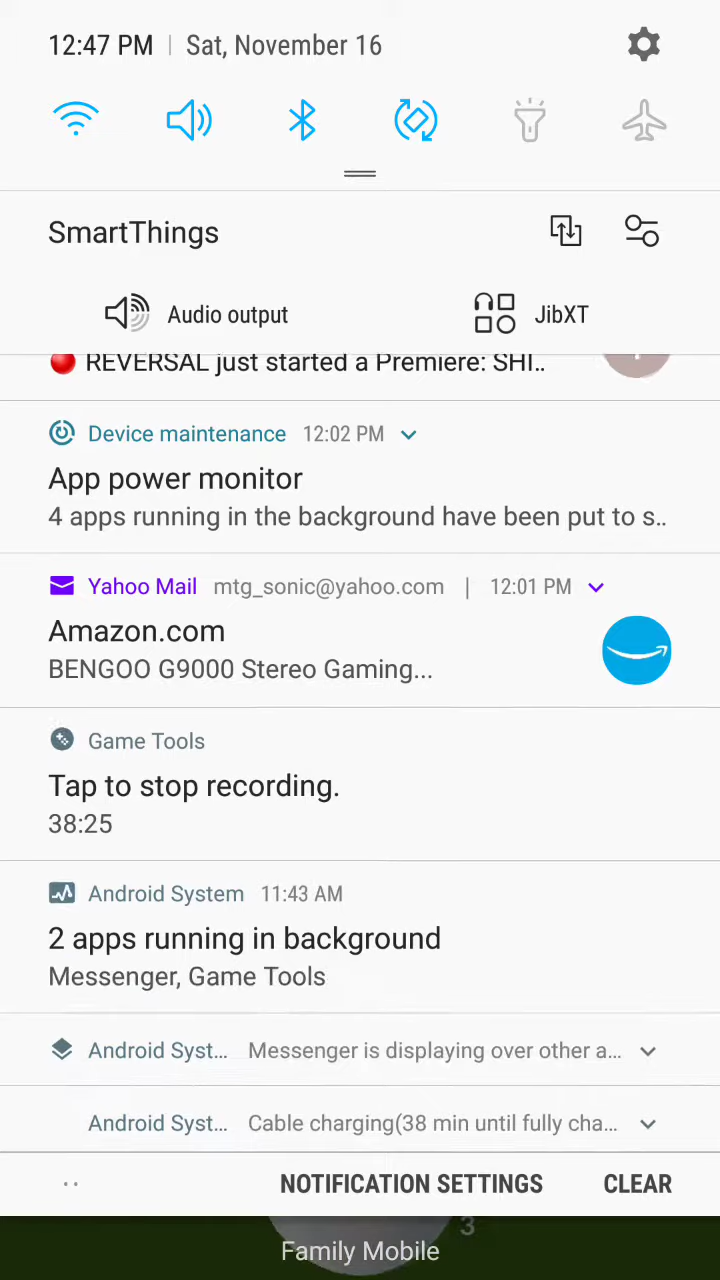 12:47 PM | Sat, November 16
SmartThings
Audio output
JibXT
REVERSAL just started a Premiere: SHI..
Device maintenance 12:02 PM
App power monitor
4 apps running in the background have been put to s..
Yahoo Mail mtg_sonic@yahoo.com | 12:01 PM
Amazon.com
BENGOO G9000 Stereo Gaming...
Game Tools
Tap to stop recording.
38:25
Android System 11:43 AM
2 apps running in background
Messenger, Game Tools
Android Syst... Messenger is displaying over other a...
Android Syst... Cable charging(38 min until fully cha...
NOTIFICATION SETTINGS CLEAR
3
Family Mobile